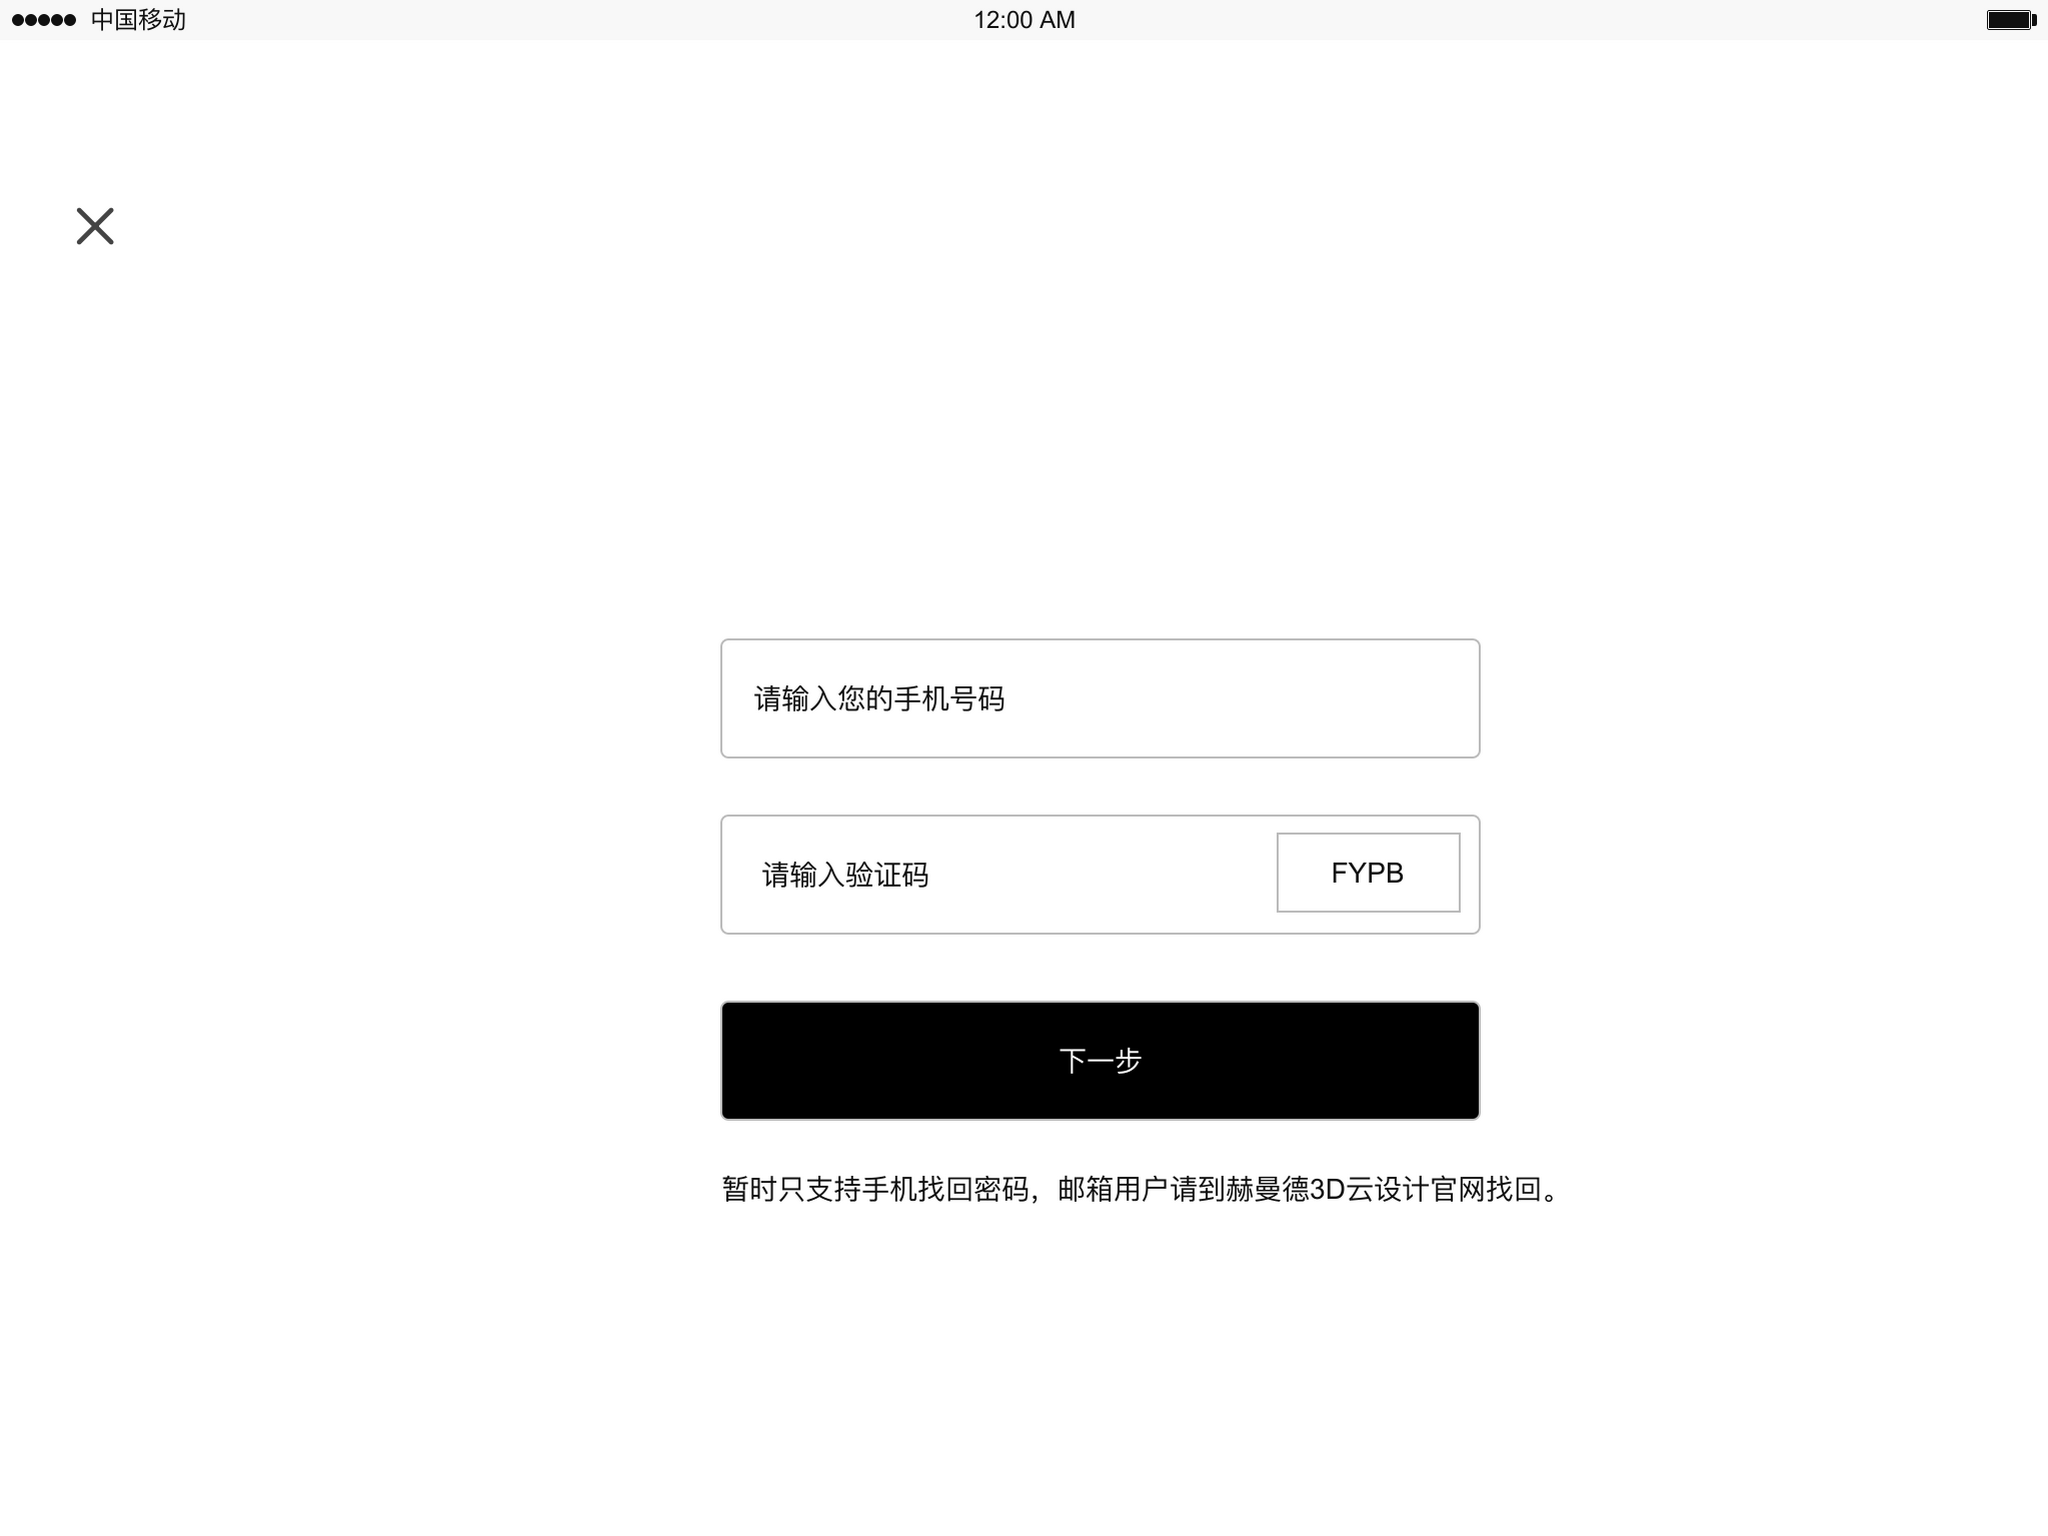 中国移动
12:00 AM
请输入您的手机号码
请输入验证码
FYPB
下一步
暂时只支持手机找回密码，邮箱用户请到赫曼德3D云设计官网找回。